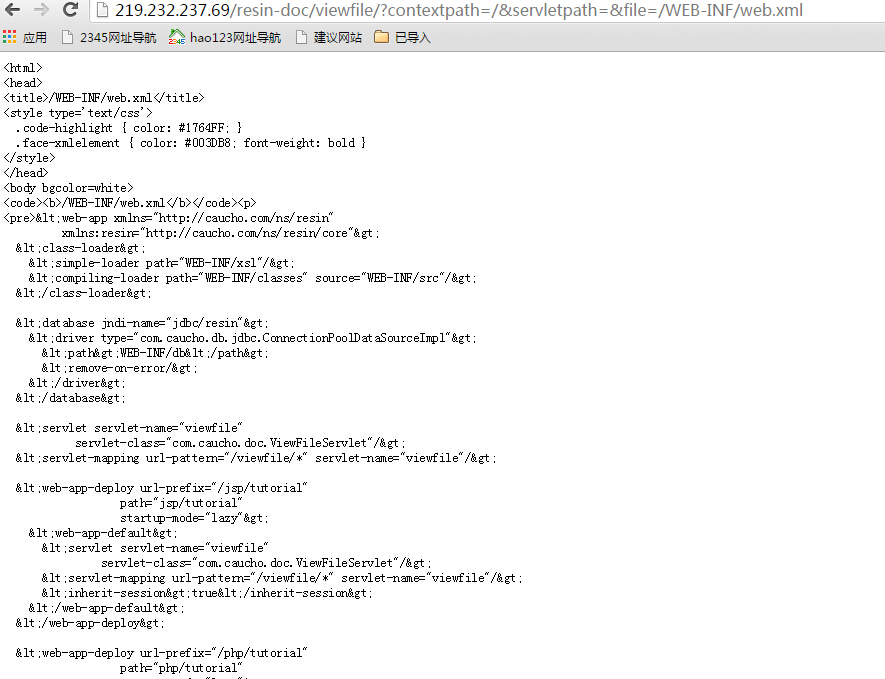 219.232.237.69/resin-doc/viewfile/?contextpath=/&servletpath=&file=/WEB-INF/web.xml
应用 2345网址导航 hao123网址导航 建议网站 已导入
<html>
<head>
<title>/WEB-INF/web.xml</title>
<style type='text/css'>
.code-highlight { color: #1764FF; }
.face-xmlelement { color: #003DB8; font-weight: bold }
</style>
</head>
<body bgcolor=white>
<code><b>/WEB-INF/web.xml</b></code><p>
<pre>&lt;web-app xmlns="http://caucho.com/ns/resin"
xmlns:resin="http://caucho.com/ns/resin/core"&gt;
&lt;class-loader&gt;
&lt;simple-loader path="WEB-INF/xsl"/&gt;
&lt;compiling-loader path="WEB-INF/classes" source="WEB-INF/src"/&gt;
&lt;/class-loader&gt;
&lt;database jndi-name="jdbc/resin"&gt;
&lt;driver type="com.caucho.db.jdbc.ConnectionPoolDataSourceImpl"&gt;
&lt;path&gt;WEB-INF/db&lt;/path&gt;
&lt;remove-on-error/&gt;
&lt;/driver&gt;
&lt;/database&gt;
&lt;servlet servlet-name="viewfile"
servlet-class="com.caucho.doc.ViewFileServlet"/&gt;
&lt;servlet-mapping url-pattern="/viewfile/*" servlet-name="viewfile"/&gt;
&lt;web-app-deploy url-prefix="/jsp/tutorial"
path="jsp/tutorial"
startup-mode="lazy"&gt;
&lt;web-app-default&gt;
&lt;servlet servlet-name="viewfile"
servlet-class="com.caucho.doc.ViewFileServlet"/&gt;
&lt;servlet-mapping url-pattern="/viewfile/*" servlet-name="viewfile"/&gt;
&lt;inherit-session&gt;true&lt;/inherit-session&gt;
&lt;/web-app-default&gt;
&lt;/web-app-deploy&gt;
&lt;web-app-deploy url-prefix="/php/tutorial"
path="php/tutorial"